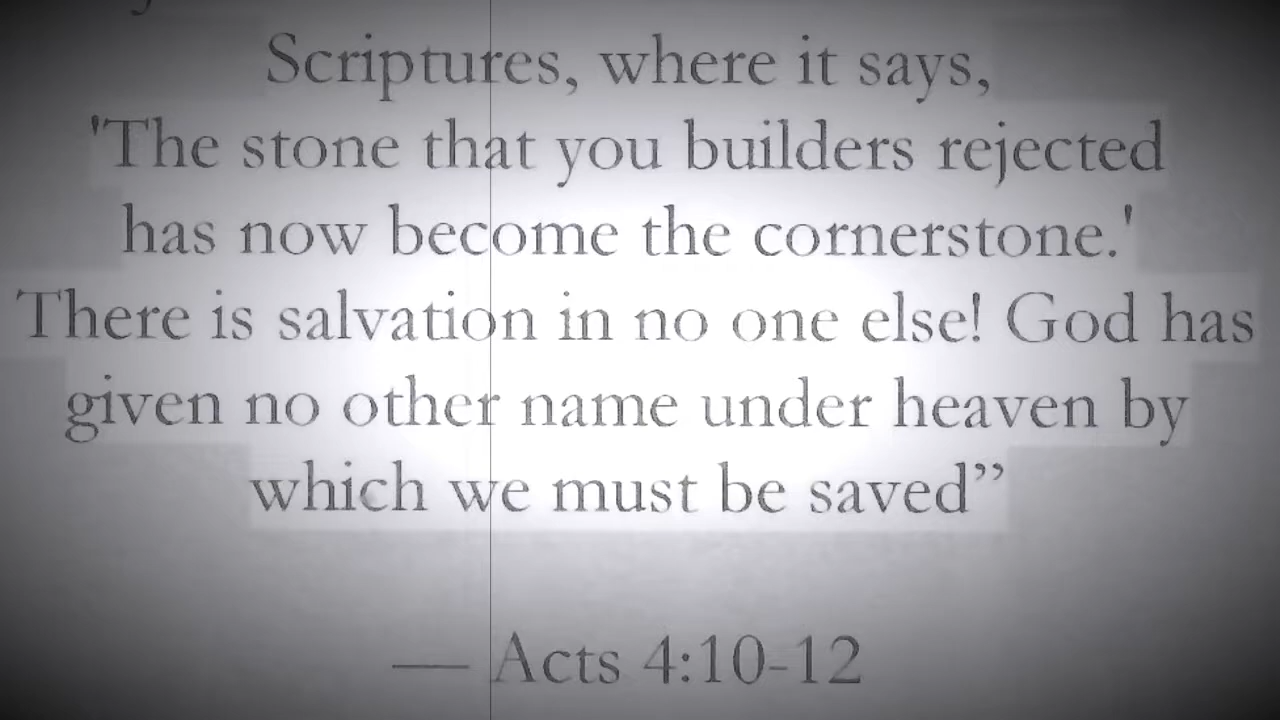 Scriptures, where it says,
'The stone that you builders rejected
has now become the cornerstone.'
There is salvation in no one else! God has
given no other name under heaven by
which we must be saved”
— Acts 4:10-12